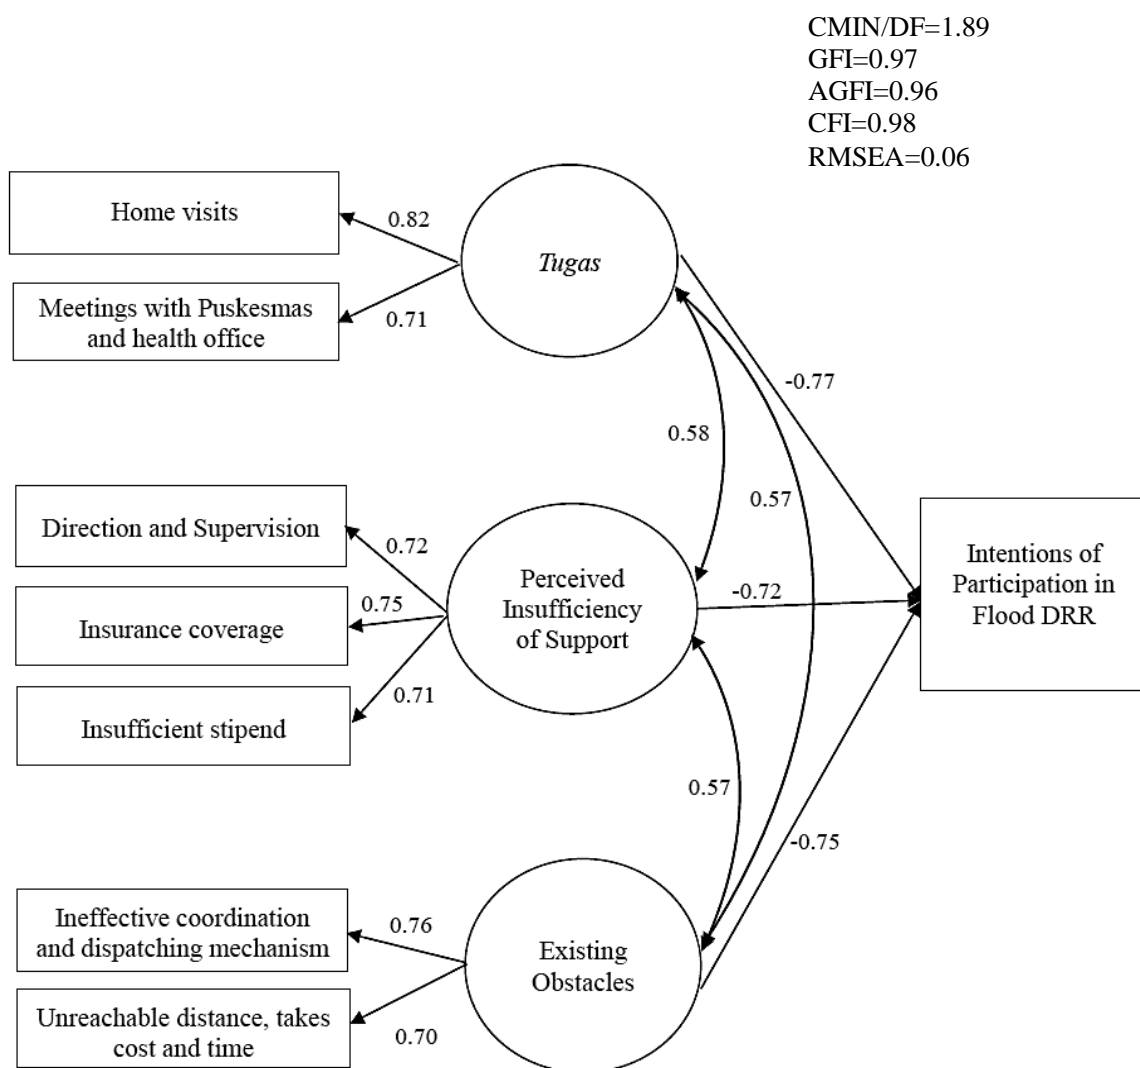 CMIN/DF=1.89
GFI=0.97
AGFI=0.96
CFI=0.98
RMSEA=0.06
Home visits
0.82
Tugas
Meetings with Puskesmas
and health office
0.71
-0.77
0.58
0.57
Direction and Supervision
0.72
Insurance coverage
0.75
Insufficient stipend
0.71
Perceived
Insufficiency
of Support
-0.72
Intentions of
Participation in
Flood DRR
0.57
-0.75
Ineffective coordination
and dispatching mechanism
0.76
Existing
Obstacles
Unreachable distance, takes
cost and time
0.70